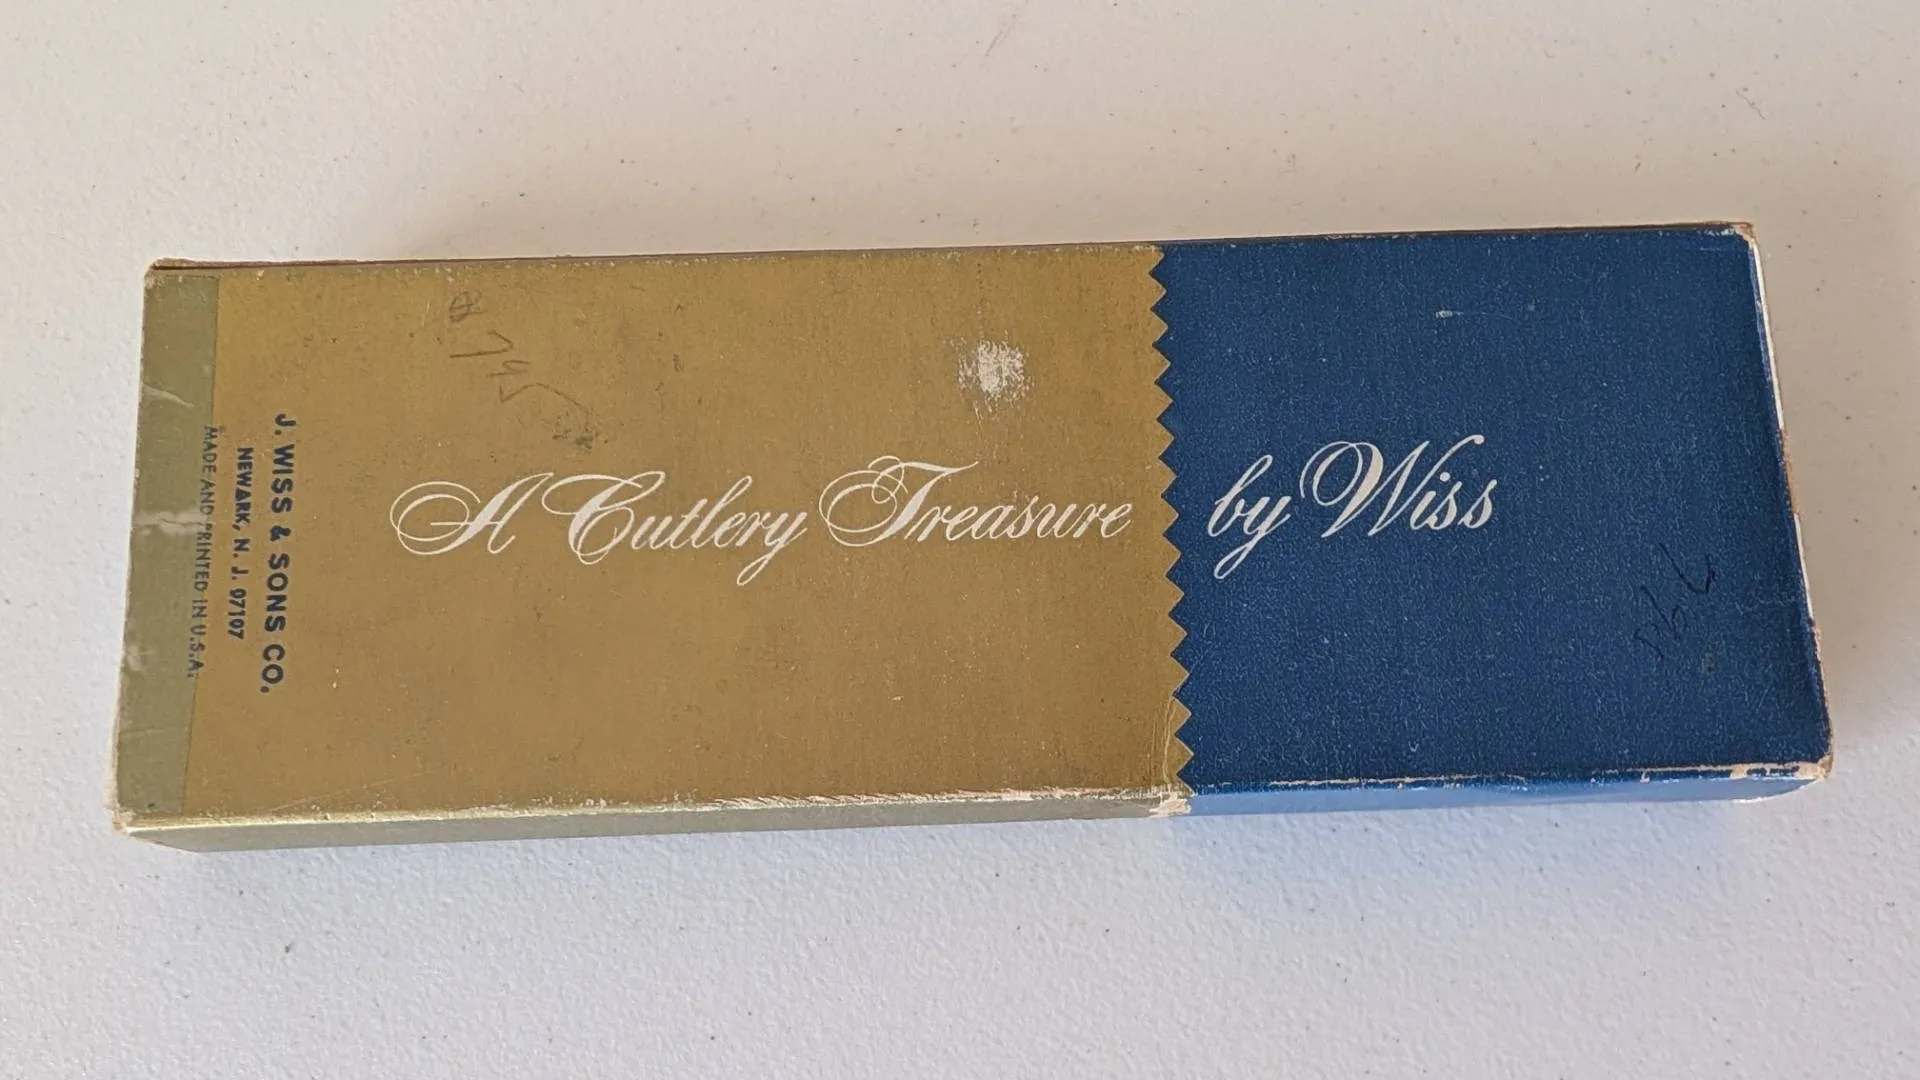 A Cutlery Treasure by Wiss
J. WISS & SONS CO.
NEWARK, N. J. 07107
MADE AND PRINTED IN U.S.A.